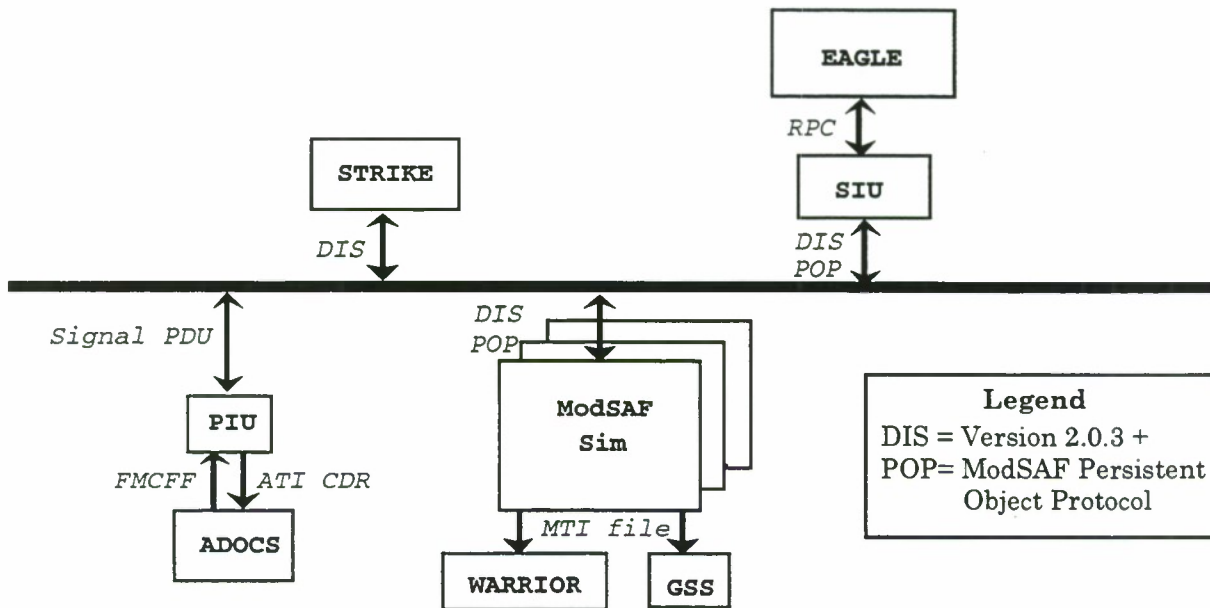 EAGLE
RPC
STRIKE
SIU
DIS
DIS
POP
Signal PDU
DIS
POP
ModSAF
Sim
PIU
FMCFF
ATI CDR
ADOCS
MTI file
WARRIOR
GSS
Legend
DIS = Version 2.0.3 +
POP= ModSAF Persistent
Object Protocol